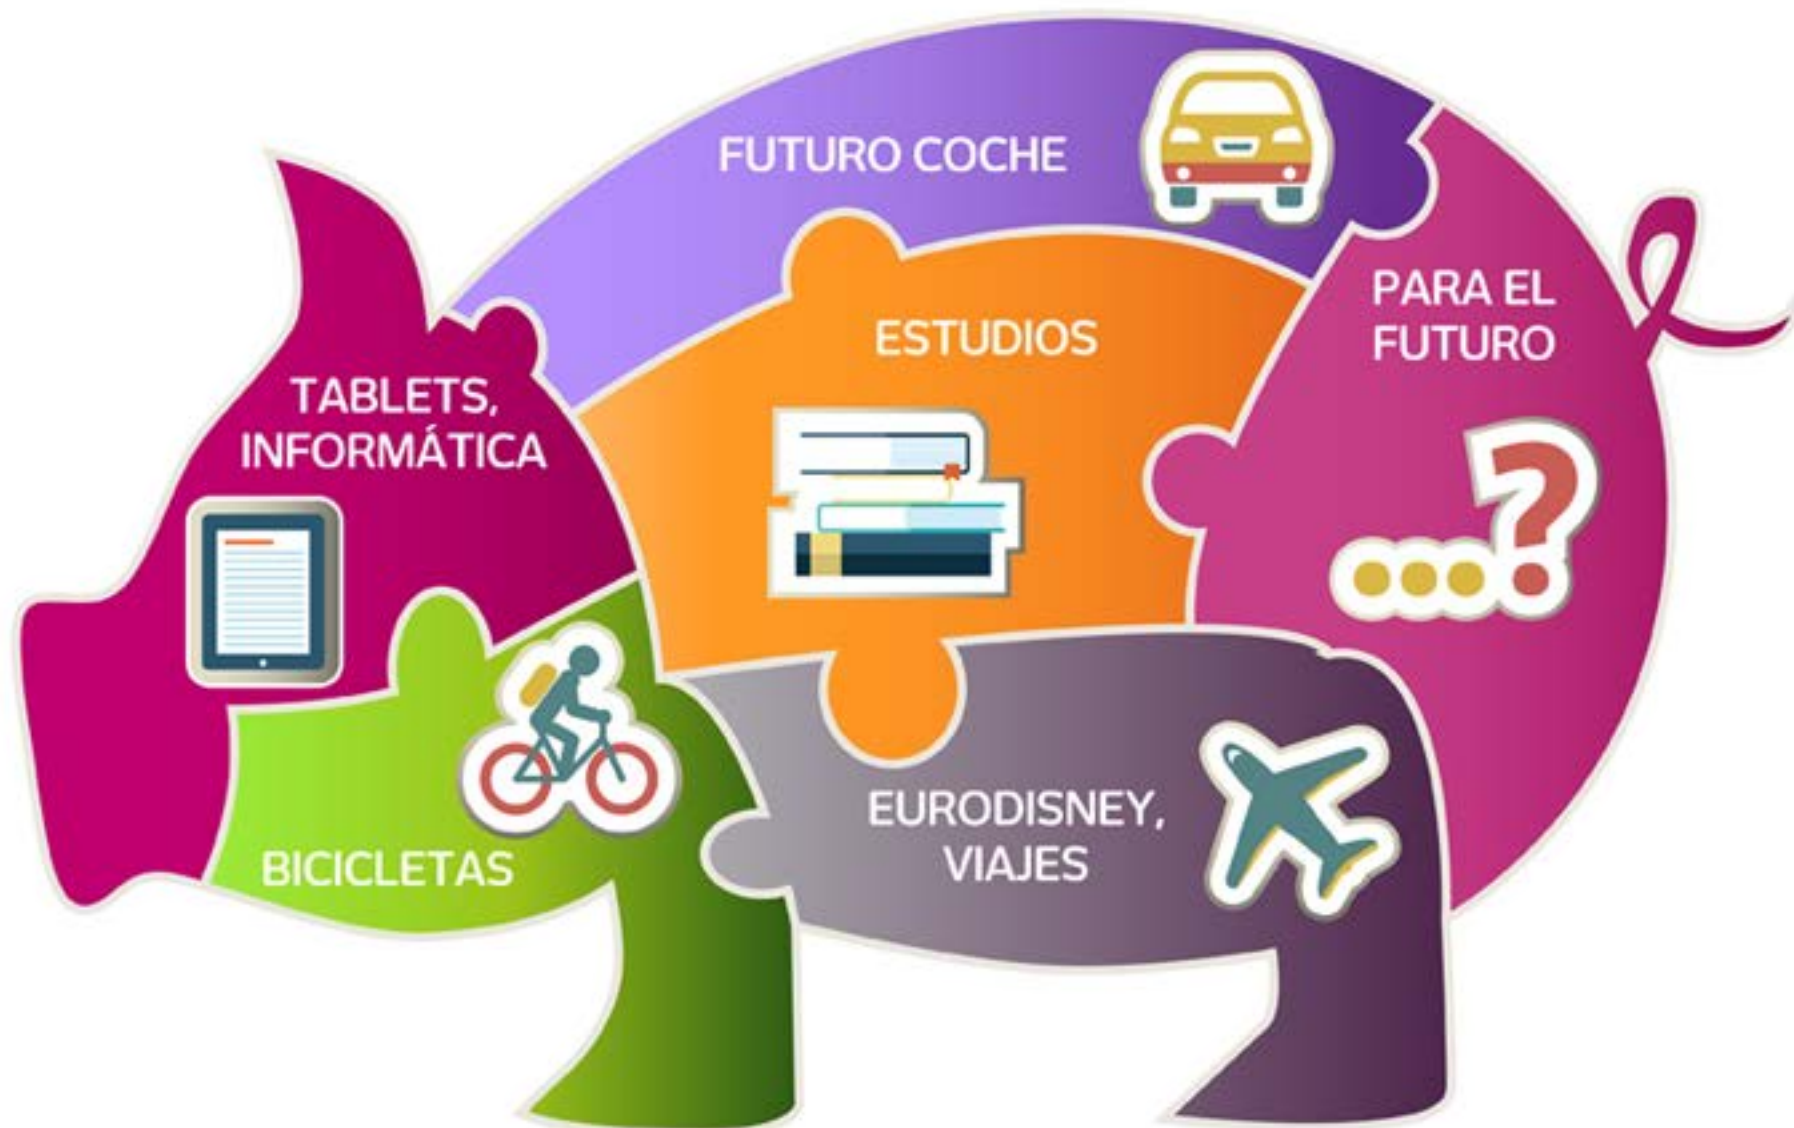 FUTURO COCHE
PARA EL
FUTURO
ESTUDIOS
TABLETS,
INFORMÁTICA
...?
BICICLETAS
EURODISNEY,
VIAJES